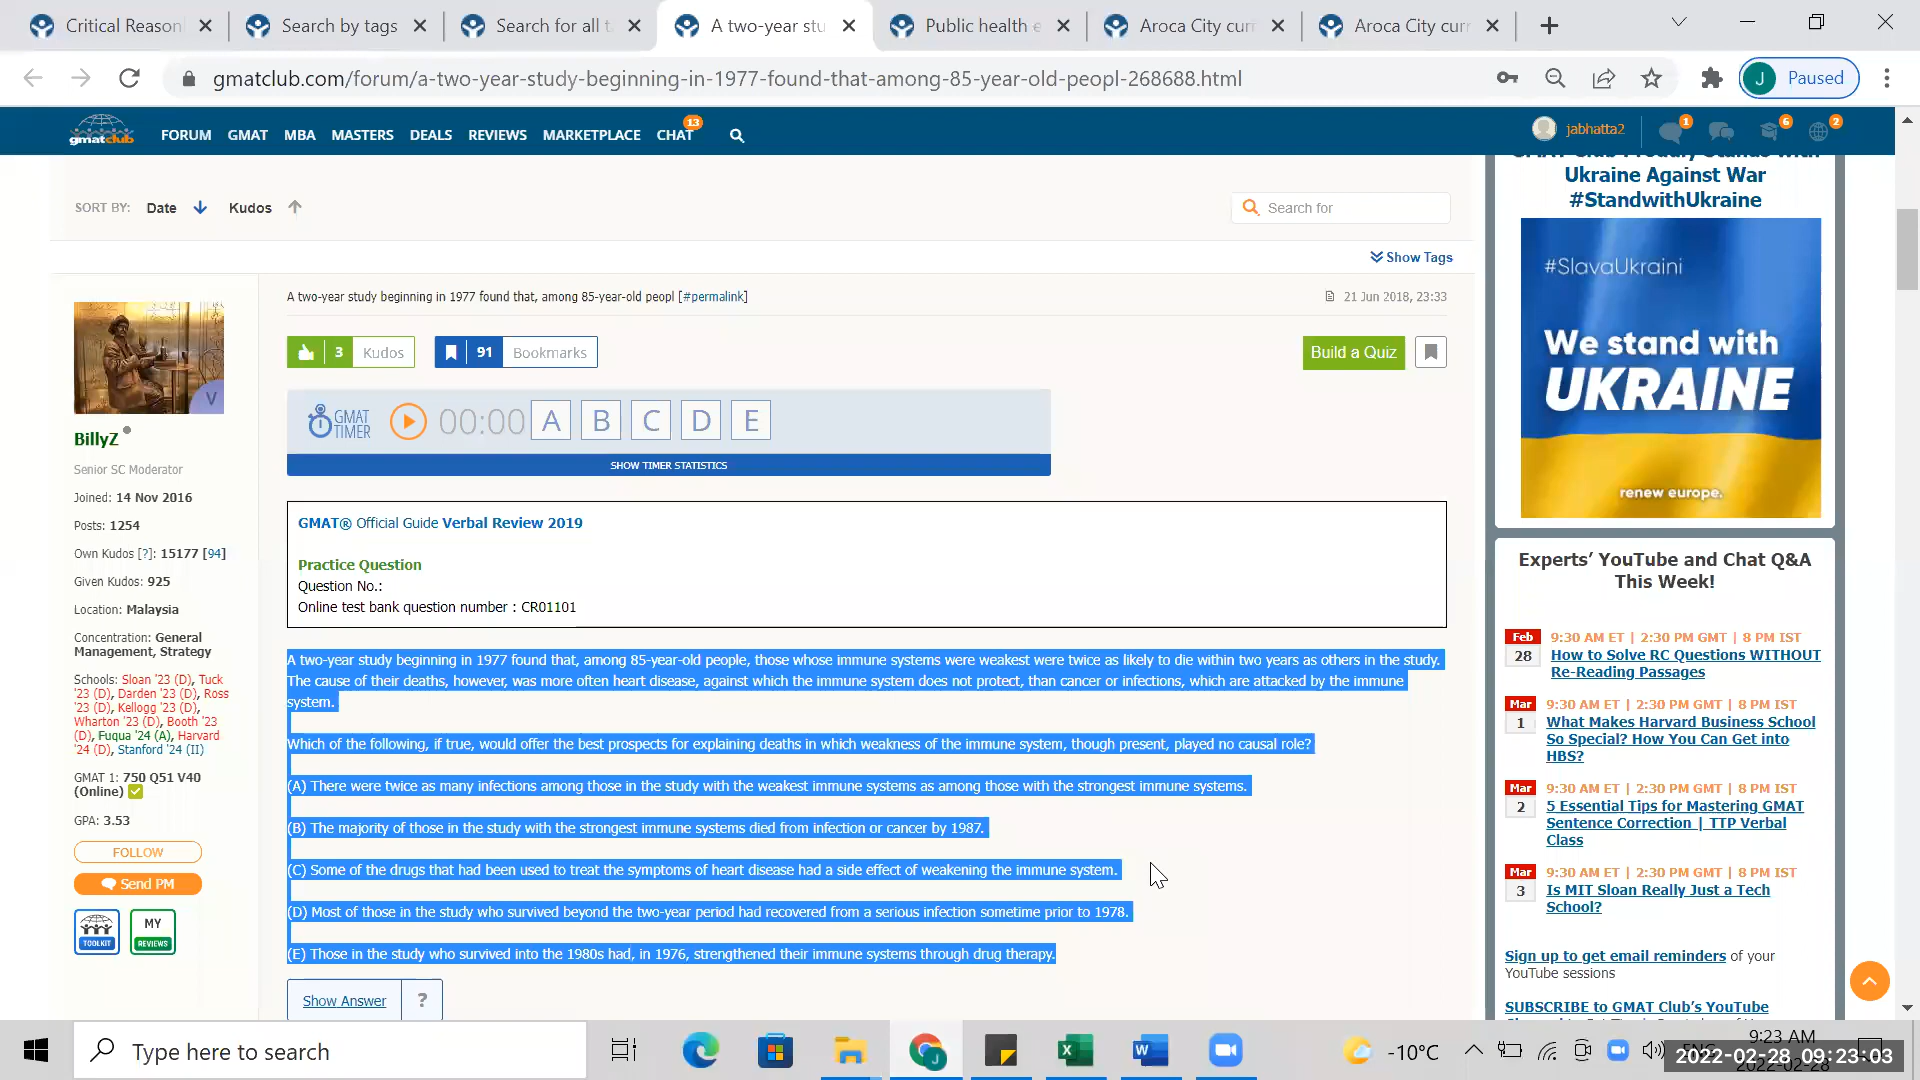 Critical Reason
Search by tags
Search for all t
A two-year stu
Public health e
Aroca City curr
Aroca City curr
gmatclub.com/forum/a-two-year-study-beginning-in-1977-found-that-among-85-year-old-peopl-268688.html
J
Paused
gmatclub
FORUM
GMAT
MBA
MASTERS
DEALS
REVIEWS
MARKETPLACE
CHAT
13
jabhatta2
1
6
2
SORT BY:
Date
Kudos
Search for
Show Tags
A two-year study beginning in 1977 found that, among 85-year-old peopl [#permalink]
21 Jun 2018, 23:33
3
Kudos
91
Bookmarks
Build a Quiz
GMAT
TIMER
00:00
A
B
C
D
E
SHOW TIMER STATISTICS
V
BillyZ
Senior SC Moderator
Joined: 14 Nov 2016
Posts: 1254
Own Kudos [?]: 15177 [94]
Given Kudos: 925
Location: Malaysia
Concentration: General
Management, Strategy
Schools: Sloan '23 (D), Tuck
'23 (D), Darden '23 (D), Ross
'23 (D), Kellogg '23 (D),
Wharton '23 (D), Booth '23
(D), Fuqua '24 (A), Harvard
'24 (D), Stanford '24 (II)
GMAT 1: 750 Q51 V40
(Online)
GPA: 3.53
FOLLOW
Send PM
TOOLKIT
MY
REVIEWS
GMAT® Official Guide Verbal Review 2019
Practice Question
Question No.:
Online test bank question number : CR01101
A two-year study beginning in 1977 found that, among 85-year-old people, those whose immune systems were weakest were twice as likely to die within two years as others in the study.
The cause of their deaths, however, was more often heart disease, against which the immune system does not protect, than cancer or infections, which are attacked by the immune
system.
Which of the following, if true, would offer the best prospects for explaining deaths in which weakness of the immune system, though present, played no causal role?
(A) There were twice as many infections among those in the study with the weakest immune systems as among those with the strongest immune systems.
(B) The majority of those in the study with the strongest immune systems died from infection or cancer by 1987.
(C) Some of the drugs that had been used to treat the symptoms of heart disease had a side effect of weakening the immune system.
(D) Most of those in the study who survived beyond the two-year period had recovered from a serious infection sometime prior to 1978.
(E) Those in the study who survived into the 1980s had, in 1976, strengthened their immune systems through drug therapy.
Show Answer
?
Ukraine Against War
#StandwithUkraine
#SlavaUkraini
We stand with
UKRAINE
renew europe.
Experts' YouTube and Chat Q&A
This Week!
Feb
28
9:30 AM ET | 2:30 PM GMT | 8 PM IST
How to Solve RC Questions WITHOUT
Re-Reading Passages
Mar
1
9:30 AM ET | 2:30 PM GMT | 8 PM IST
What Makes Harvard Business School
So Special? How You Can Get into
HBS?
Mar
2
9:30 AM ET | 2:30 PM GMT | 8 PM IST
5 Essential Tips for Mastering GMAT
Sentence Correction | TTP Verbal
Class
Mar
3
9:30 AM ET | 2:30 PM GMT | 8 PM IST
Is MIT Sloan Really Just a Tech
School?
Sign up to get email reminders of your
YouTube sessions
SUBSCRIBE to GMAT Club's YouTube
Type here to search
-10°C
9:23 AM
2022-02-28 09:23:03